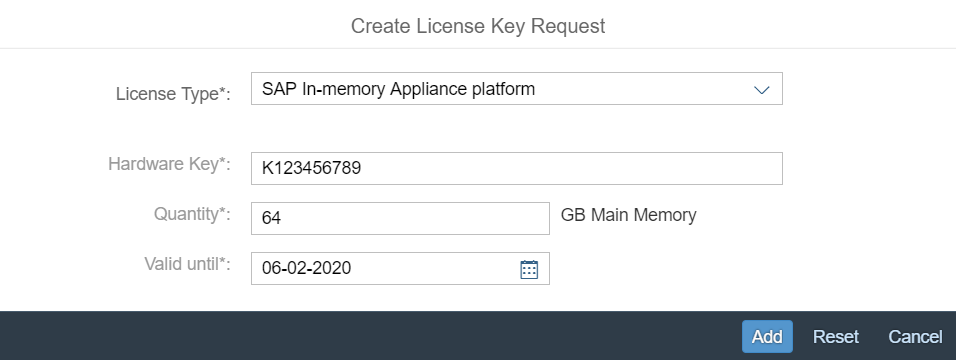 Create License Key Request
License Type*: SAP In-memory Appliance platform
Hardware Key*: K123456789
Quantity*: 64 GB Main Memory
Valid until*: 06-02-2020
Add Reset Cancel